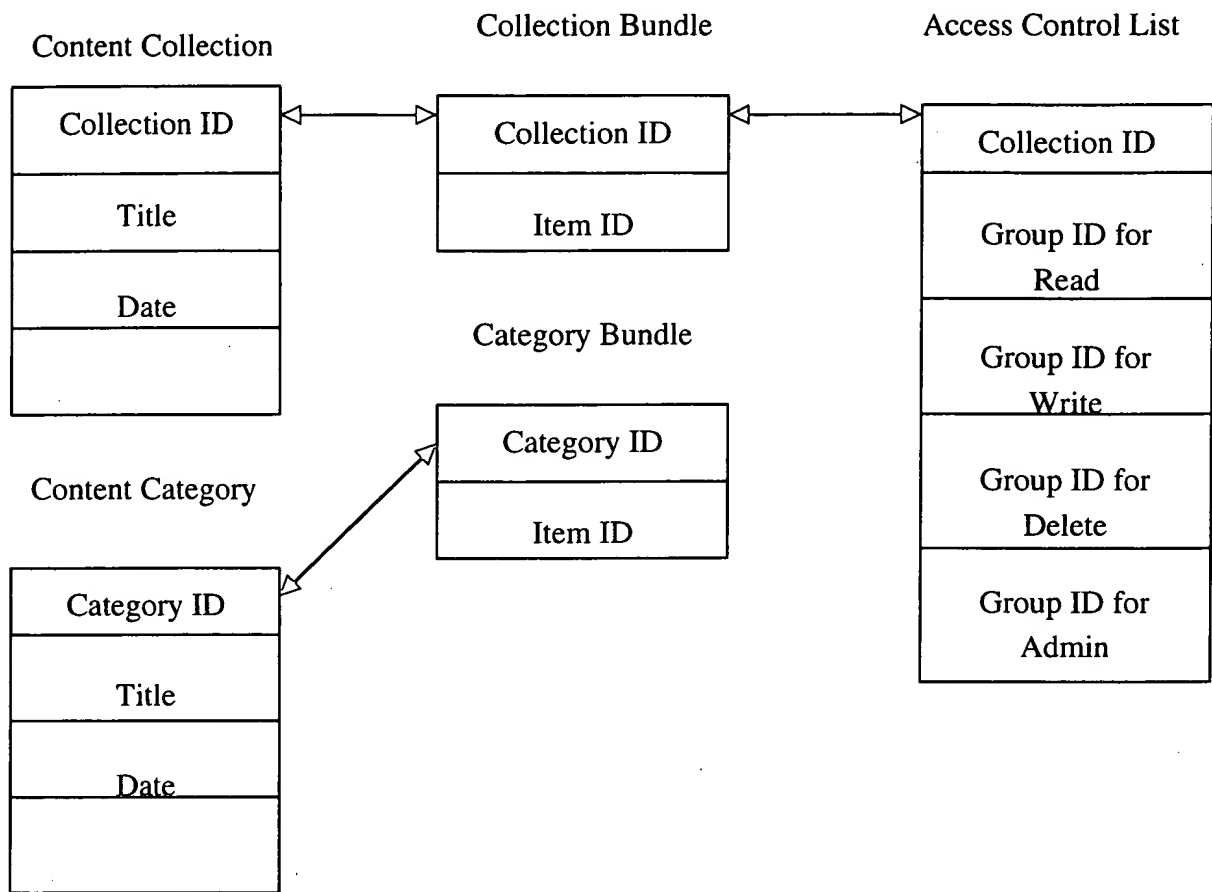 Content Collection
Collection ID
Title
Date
Collection Bundle
Collection ID
Item ID
Access Control List
Collection ID
Group ID for
Read
Group ID for
Write
Group ID for
Delete
Group ID for
Admin
Category Bundle
Category ID
Item ID
Content Category
Category ID
Title
Date